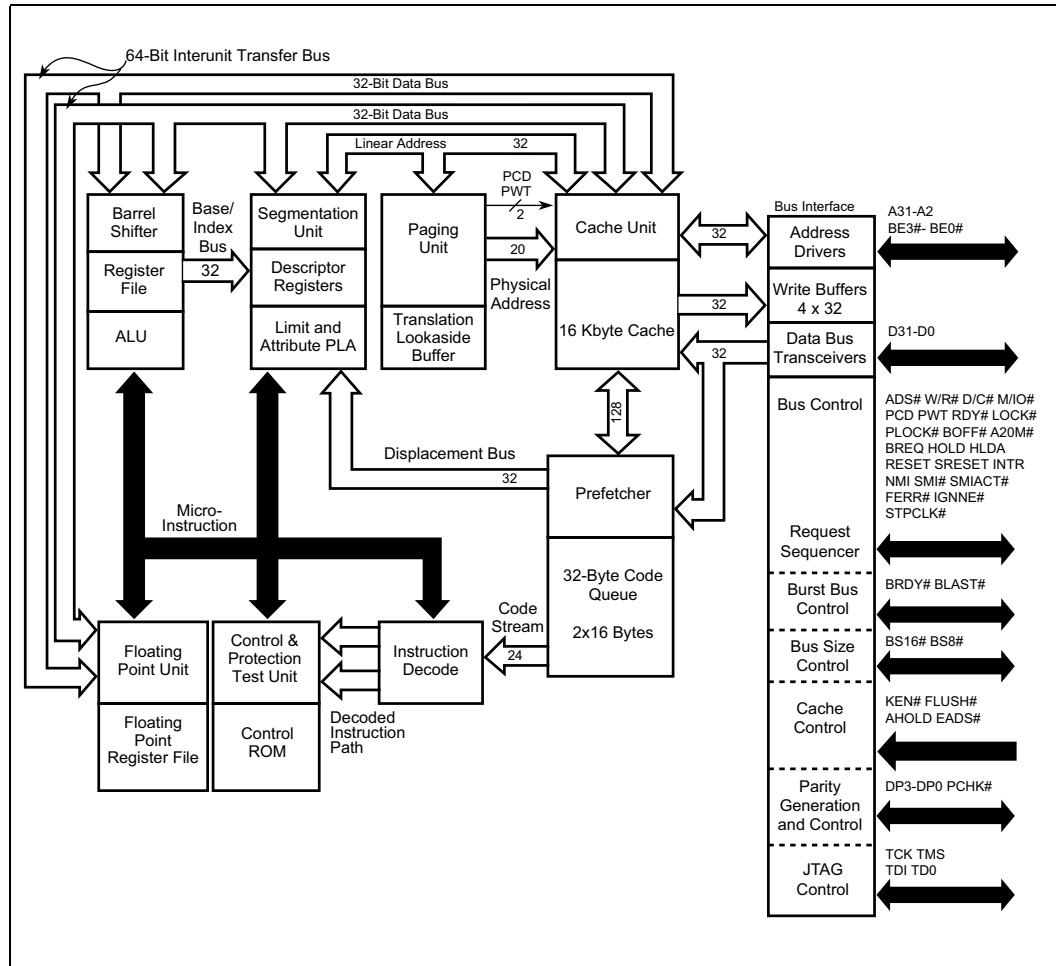 64-Bit Interunit Transfer Bus
32-Bit Data Bus
32-Bit Data Bus
Linear Address
32
PCD
PWT
2
Barrel
Shifter
Register
File
ALU
Base/
Index
Bus
32
Segmentation
Unit
Descriptor
Registers
Limit and
Attribute PLA
Paging
Unit
Translation
Lookaside
Buffer
20
Physical
Address
Cache Unit
16 Kbyte Cache
32
32
32
128
Displacement Bus
32
Prefetcher
32-Byte Code
Queue
2x16 Bytes
Code
Stream
24
Micro-
Instruction
Floating
Point Unit
Floating
Point
Register File
Control &
Protection
Test Unit
Control
ROM
Instruction
Decode
Decoded
Instruction
Path
Bus Interface
Address
Drivers
Write Buffers
4 x 32
Data Bus
Transceivers
Bus Control
Request
Sequencer
Burst Bus
Control
Bus Size
Control
Cache
Control
Parity
Generation
and Control
JTAG
Control
A31-A2
BE3#- BE0#
D31-D0
ADS# W/R# D/C# M/IO#
PCD PWT RDY# LOCK#
PLOCK# BOFF# A20M#
BREQ HOLD HLDA
RESET SRESET INTR
NMI SMI# SMIACT#
FERR# IGNNE#
STPCLK#
BRDY# BLAST#
BS16# BS8#
KEN# FLUSH#
AHOLD EADS#
DP3-DP0 PCHK#
TCK TMS
TDI TD0